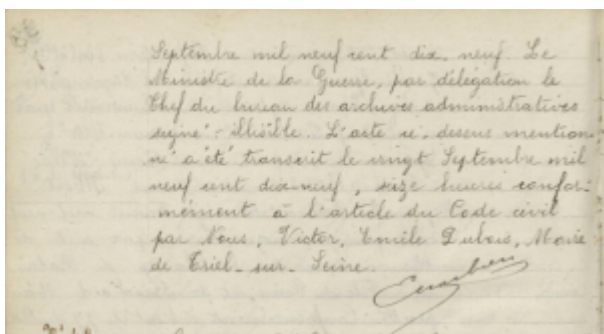 Septembre mil neuf cent dix-neuf. Le
Ministre de la Guerre, par délégation le
Chef du bureau des archives administratives
signé : illisible. L'acte ci-dessus mention-
né a été transcrit le vingt Septembre mil
neuf cent dix-neuf, seize heures confor-
mément à l'article du Code civil
par Nous, Victor, Emile Dubois, Maire
de Triel-sur-Seine.